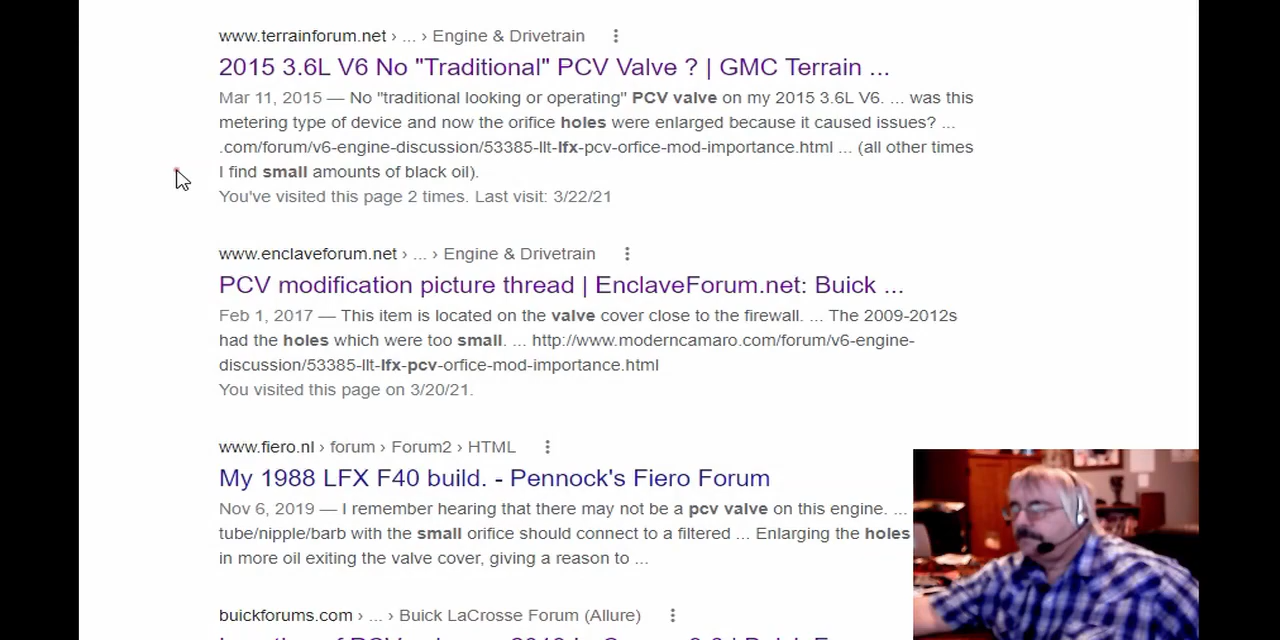 www.terrainforum.net › ... › Engine & Drivetrain
2015 3.6L V6 No "Traditional" PCV Valve ? | GMC Terrain ...
Mar 11, 2015 — No "traditional looking or operating" PCV valve on my 2015 3.6L V6. ... was this
metering type of device and now the orifice holes were enlarged because it caused issues? ...
.com/forum/v6-engine-discussion/53385-llt-lfx-pcv-orfice-mod-importance.html ... (all other times
I find small amounts of black oil).
You've visited this page 2 times. Last visit: 3/22/21
www.enclaveforum.net › ... › Engine & Drivetrain
PCV modification picture thread | EnclaveForum.net: Buick ...
Feb 1, 2017 — This item is located on the valve cover close to the firewall. ... The 2009-2012s
had the holes which were too small. ... http://www.moderncamaro.com/forum/v6-engine-
discussion/53385-llt-lfx-pcv-orfice-mod-importance.html
You visited this page on 3/20/21.
www.fiero.nl › forum › Forum2 › HTML
My 1988 LFX F40 build. - Pennock's Fiero Forum
Nov 6, 2019 — I remember hearing that there may not be a pcv valve on this engine. ...
tube/nipple/barb with the small orifice should connect to a filtered ... Enlarging the holes
in more oil exiting the valve cover, giving a reason to ...
buickforums.com › ... › Buick LaCrosse Forum (Allure)